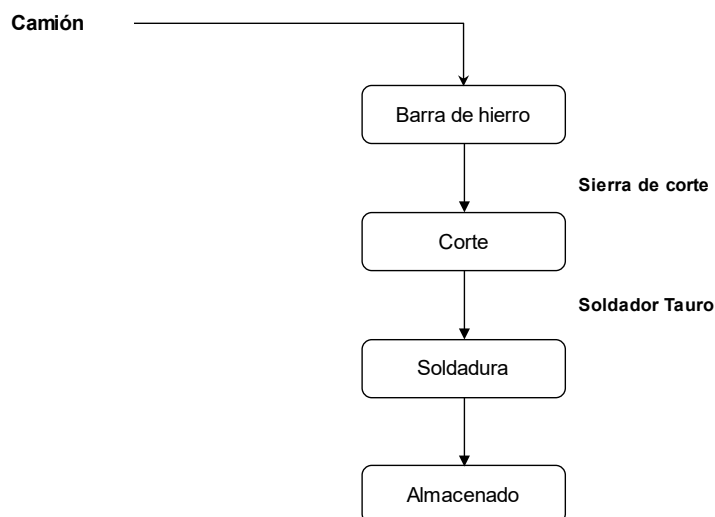 Camión
Barra de hierro
Sierra de corte
Corte
Soldador Tauro
Soldadura
Almacenado